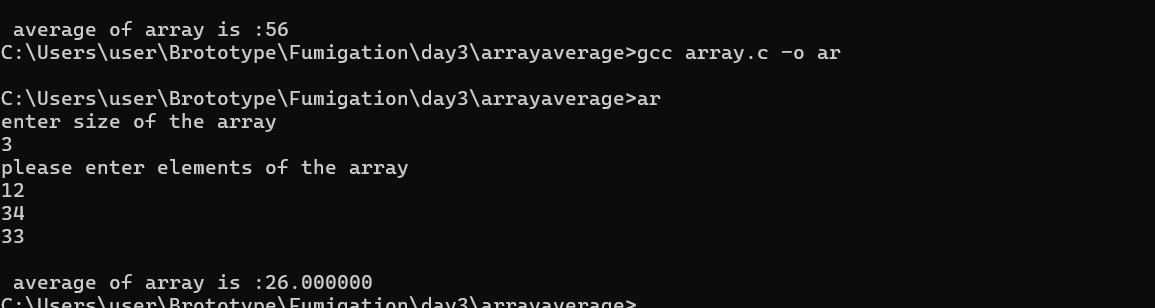 average of array is :56
C:\Users\user\Brototype\Fumigation\day3\arrayaverage>gcc array.c -o ar
C:\Users\user\Brototype\Fumigation\day3\arrayaverage>ar
enter size of the array
3
please enter elements of the array
12
34
33
average of array is :26.000000
C:\Users\user\Brototype\Fumigation\day3\arrayaverage>